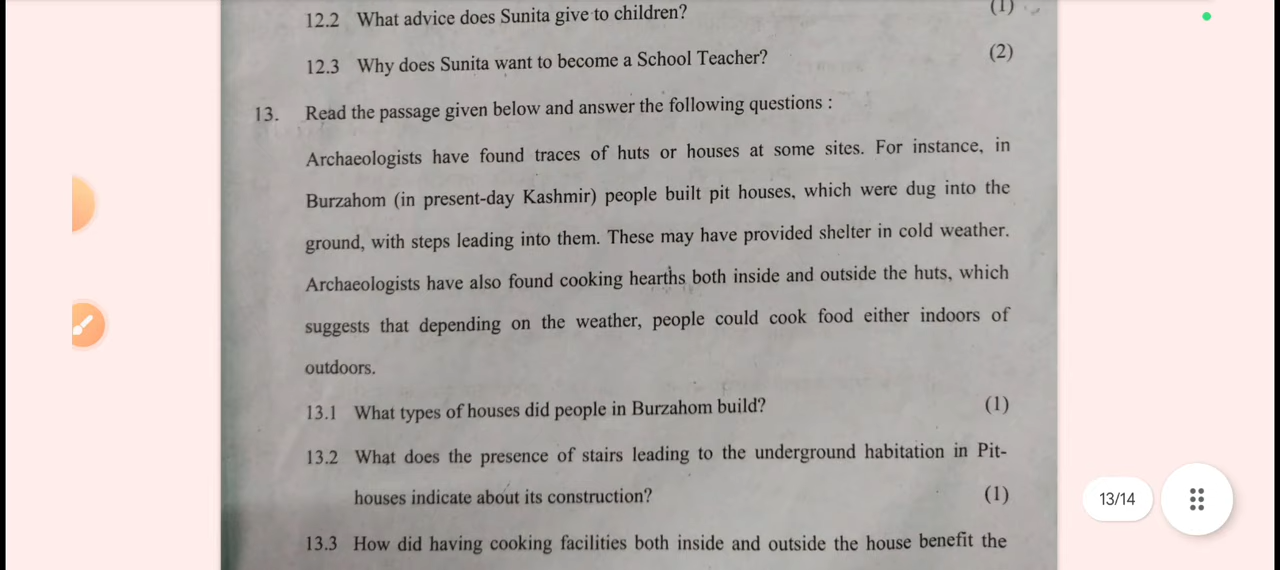 12.2 What advice does Sunita give to children? (1)
12.3 Why does Sunita want to become a School Teacher? (2)
13. Read the passage given below and answer the following questions :
Archaeologists have found traces of huts or houses at some sites. For instance, in
Burzahom (in present-day Kashmir) people built pit houses, which were dug into the
ground, with steps leading into them. These may have provided shelter in cold weather.
Archaeologists have also found cooking hearths both inside and outside the huts, which
suggests that depending on the weather, people could cook food either indoors of
outdoors.
13.1 What types of houses did people in Burzahom build? (1)
13.2 What does the presence of stairs leading to the underground habitation in Pit-
houses indicate about its construction? (1)
13.3 How did having cooking facilities both inside and outside the house benefit the
13/14